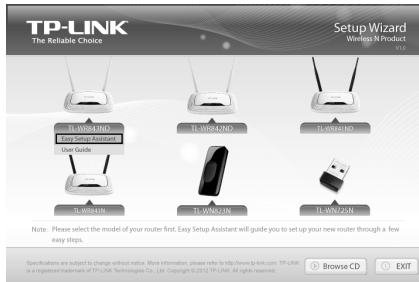 TP-LINK
The Reliable Choice
Setup Wizard
Wireless N Product
V1.0
TL-WR843ND
TL-WR842ND
TL-WR841ND
Easy Setup Assistant
User Guide
TL-WR841N
TL-WN823N
TL-WN725N
Note: Please select the model of your router first. Easy Setup Assistant will guide you to set up your new router through a few
easy steps.
Specifications are subject to change without notice. More information, please refer to http://www.tp-link.com. TP-LINK
is a registered trademark of TP-LINK Technologies Co., Ltd. Copyright © 2012 TP-LINK. All rights reserved.
Browse CD
EXIT